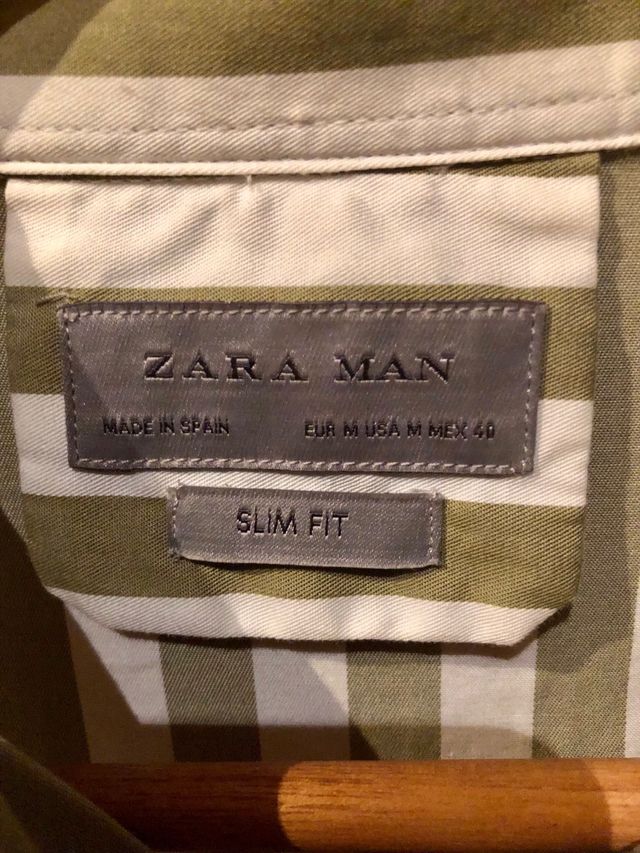 ZARA MAN
MADE IN SPAIN EUR M USA M MEX 40
SLIM FIT